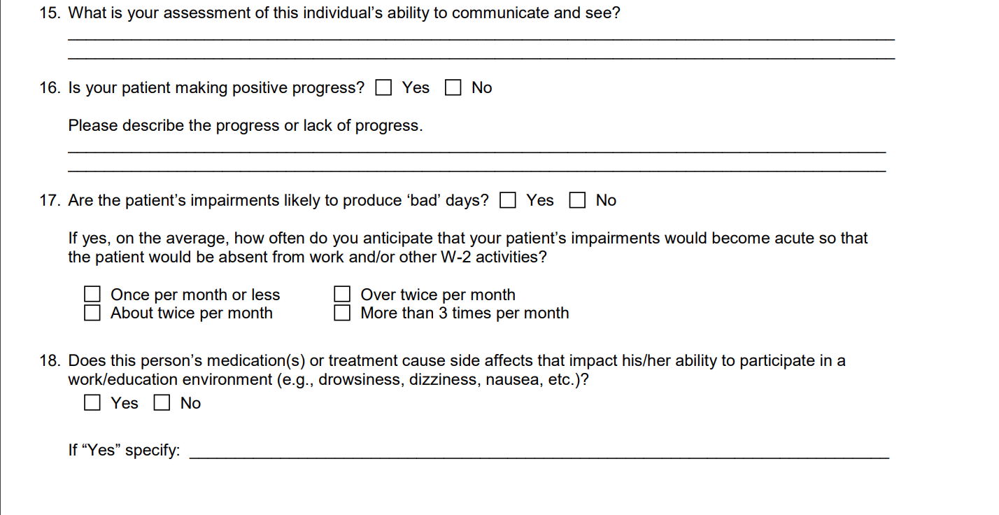 15. What is your assessment of this individual’s ability to communicate and see?
16. Is your patient making positive progress? ☐ Yes ☐ No
Please describe the progress or lack of progress.
17. Are the patient’s impairments likely to produce ‘bad’ days? ☐ Yes ☐ No
If yes, on the average, how often do you anticipate that your patient’s impairments would become acute so that
the patient would be absent from work and/or other W-2 activities?
☐ Once per month or less ☐ Over twice per month
☐ About twice per month ☐ More than 3 times per month
18. Does this person’s medication(s) or treatment cause side affects that impact his/her ability to participate in a
work/education environment (e.g., drowsiness, dizziness, nausea, etc.)?
☐ Yes ☐ No
If “Yes” specify: